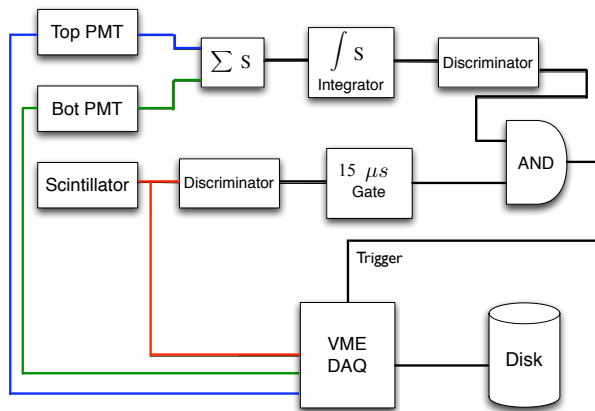 Top PMT
∑ S
∫ S
Integrator
Discriminator
Bot PMT
AND
Scintillator
Discriminator
15 μs
Gate
Trigger
VME
DAQ
Disk